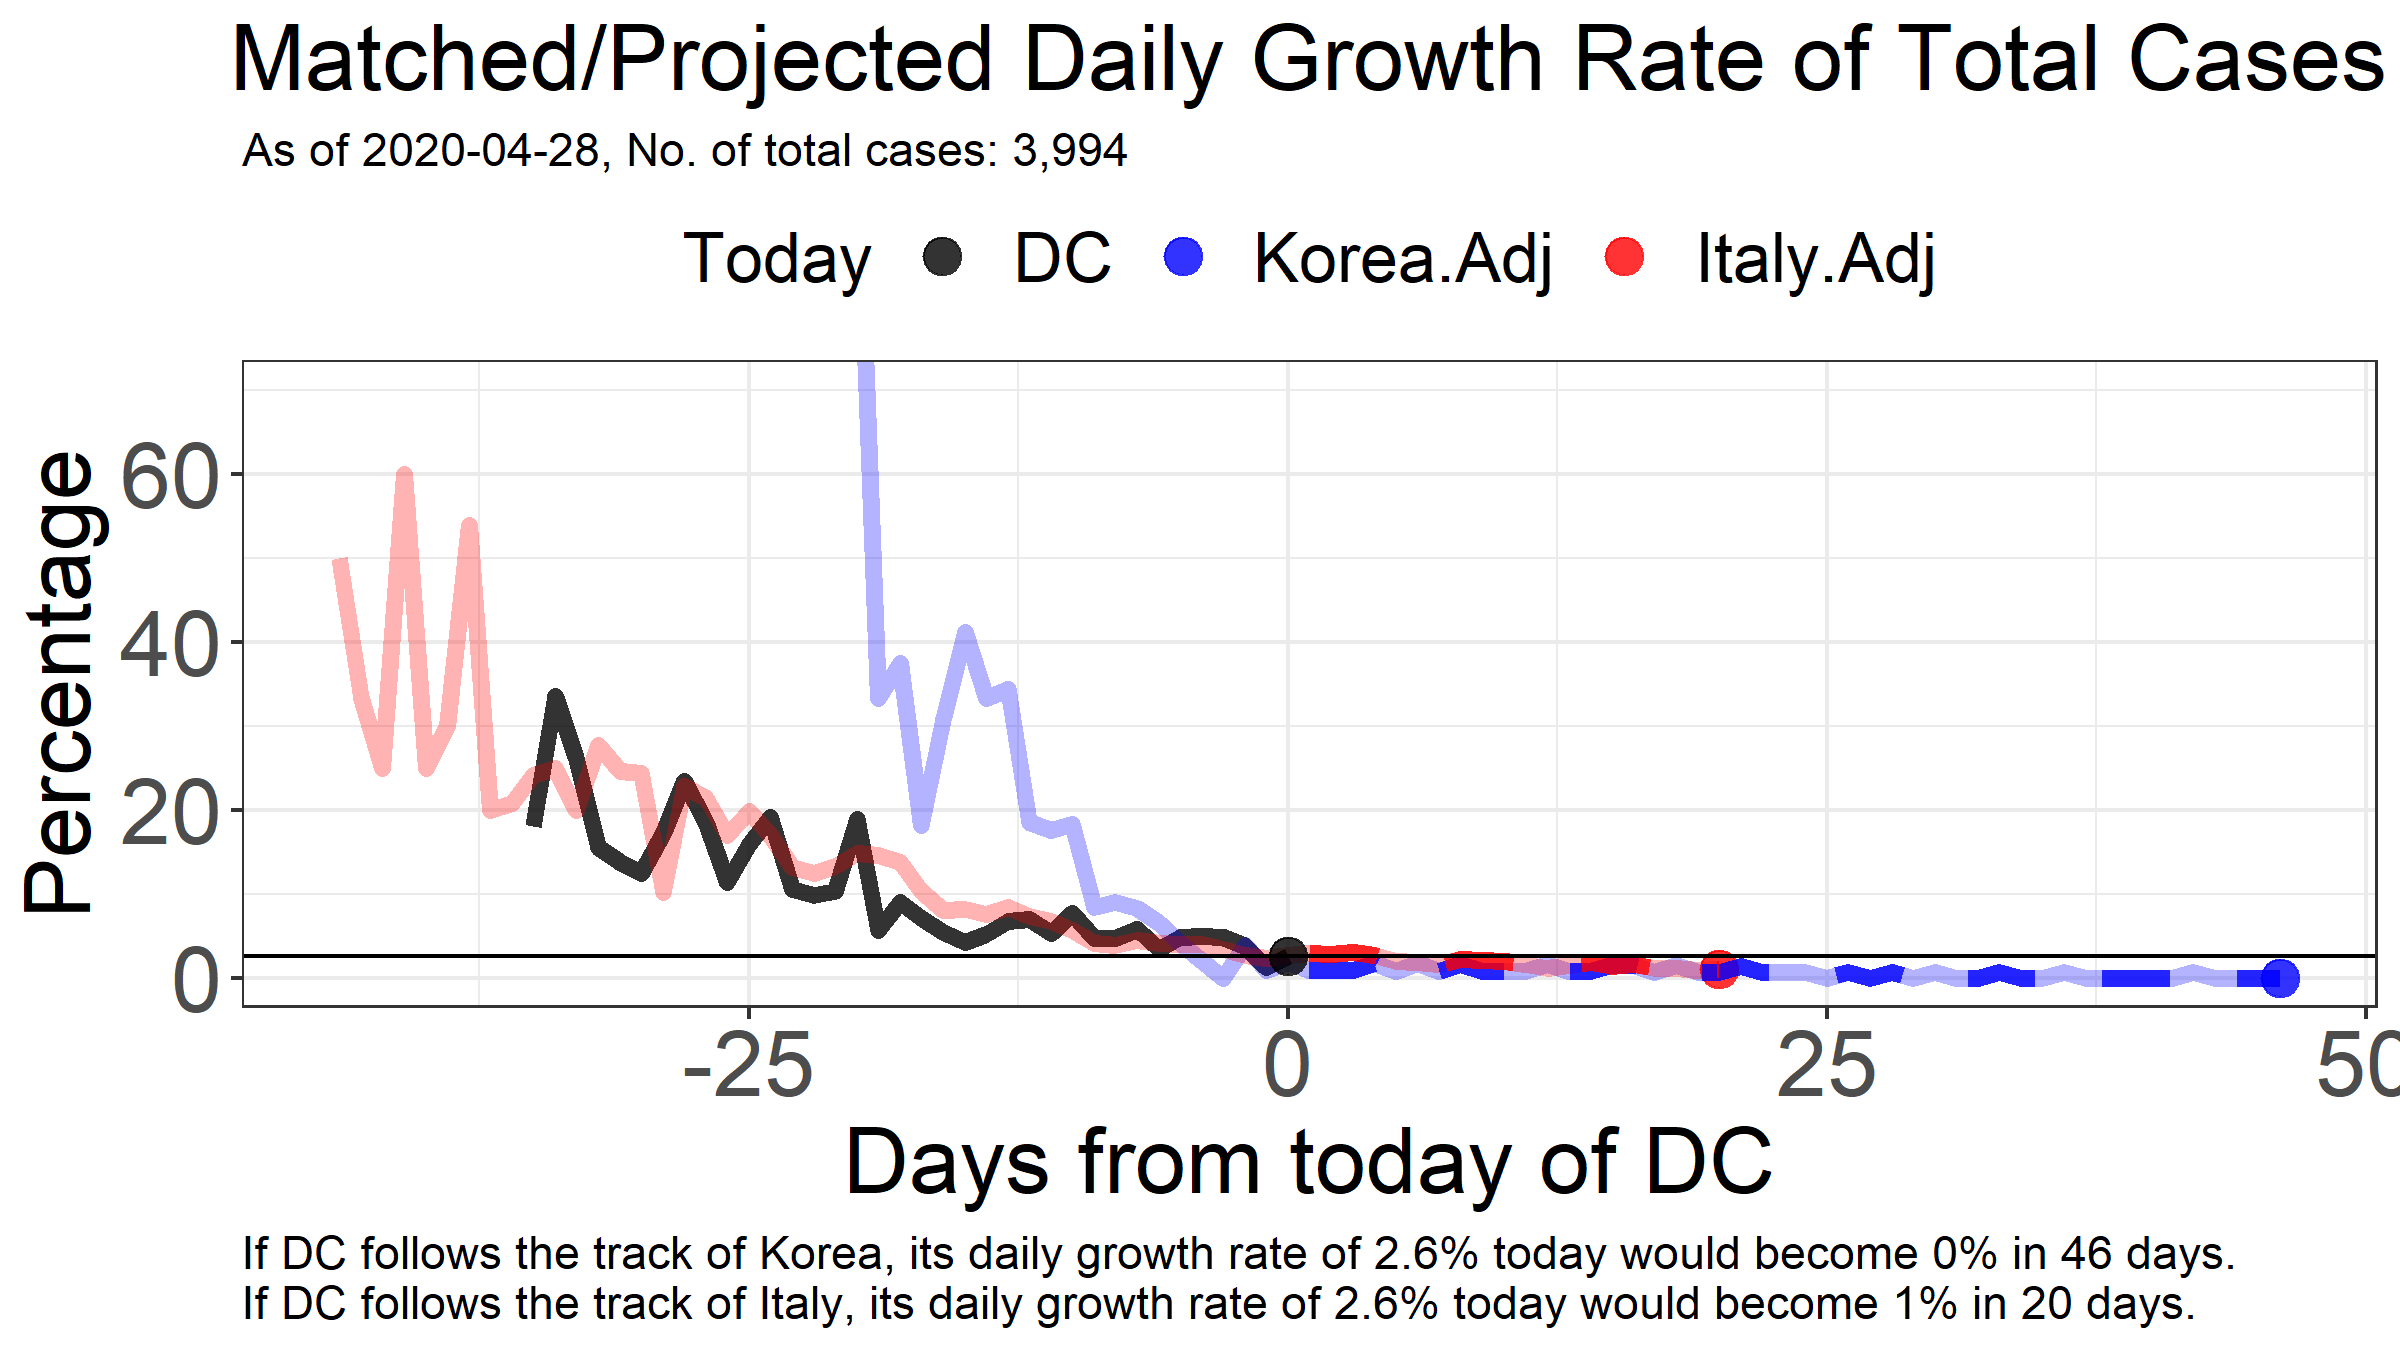 Matched/Projected Daily Growth Rate of Total Cases
As of 2020-04-28, No. of total cases: 3,994
Today DC Korea.Adj Italy.Adj
Percentage
60
40
20
0
-25 0 25 50
Days from today of DC
If DC follows the track of Korea, its daily growth rate of 2.6% today would become 0% in 46 days.
If DC follows the track of Italy, its daily growth rate of 2.6% today would become 1% in 20 days.